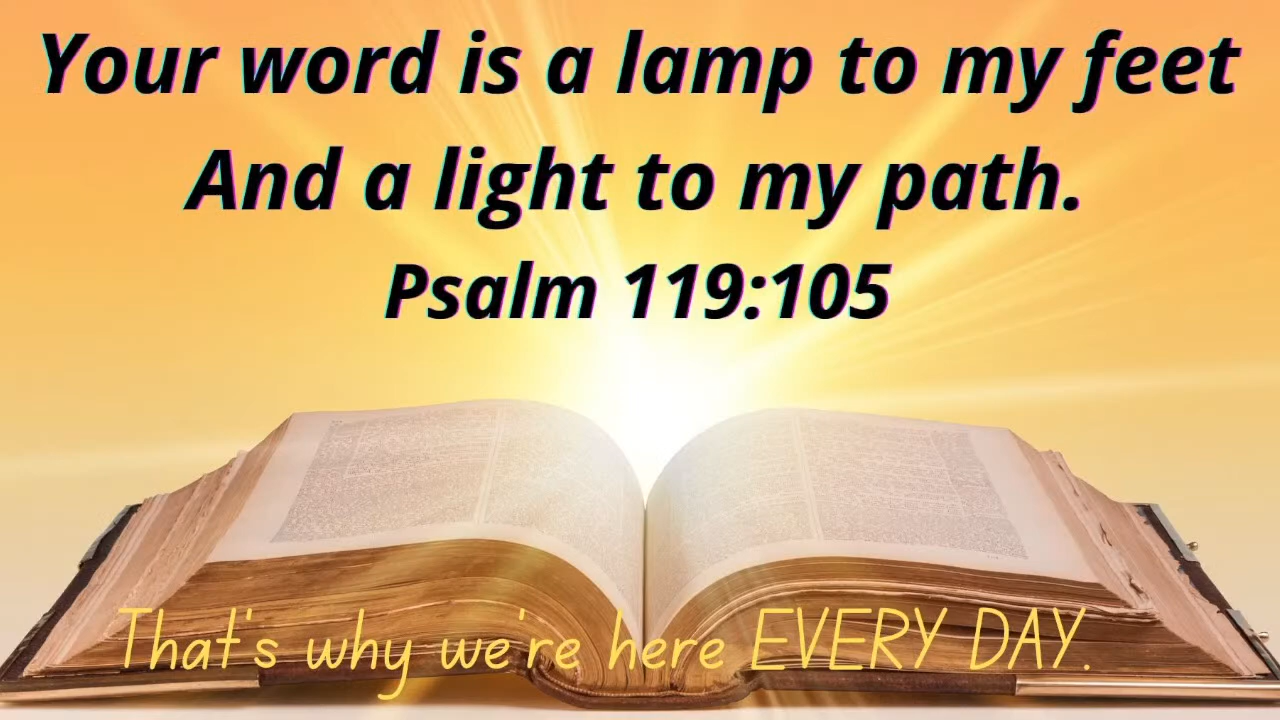 Your word is a lamp to my feet
And a light to my path.
Psalm 119:105
That's why we're here EVERY DAY.